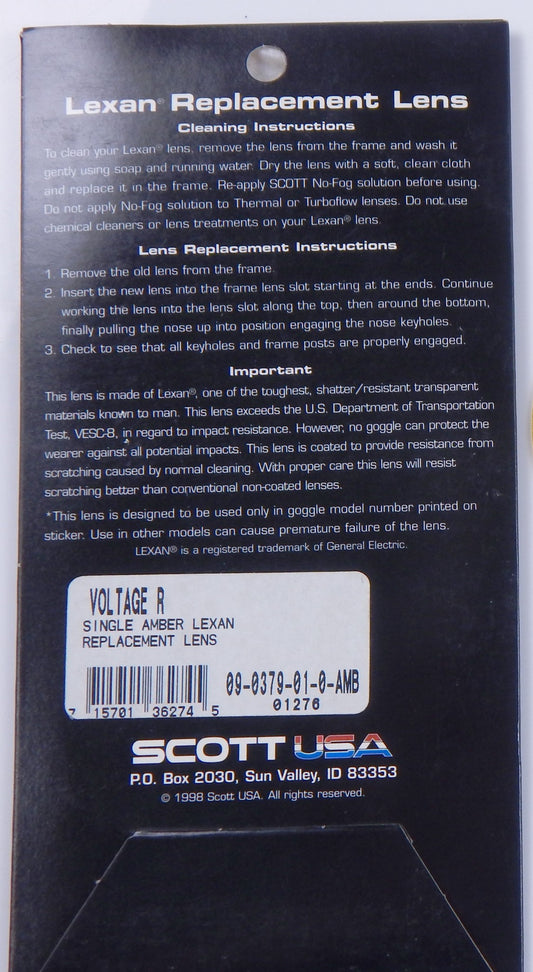 Lexan® Replacement Lens
Cleaning Instructions
To clean your Lexan® lens, remove the lens from the frame and wash it
gently using soap and running water. Dry the lens with a soft, clean cloth
and replace it in the frame. Re-apply SCOTT No-Fog solution before using.
Do not apply No-Fog solution to Thermal or Turboflow lenses. Do not use
chemical cleaners or lens treatments on your Lexan® lens.
Lens Replacement Instructions
1. Remove the old lens from the frame.
2. Insert the new lens into the frame lens slot starting at the ends. Continue
working the lens into the lens slot along the top, then around the bottom,
finally pulling the nose up into position engaging the nose keyholes.
3. Check to see that all keyholes and frame posts are properly engaged.
Important
This lens is made of Lexan®, one of the toughest, shatter/resistant transparent
materials known to man. This lens exceeds the U.S. Department of Transportation
Test, VESC-8, in regard to impact resistance. However, no goggle can protect the
wearer against all potential impacts. This lens is coated to provide resistance from
scratching caused by normal cleaning. With proper care this lens will resist
scratching better than conventional non-coated lenses.
*This lens is designed to be used only in goggle model number printed on
sticker. Use in other models can cause premature failure of the lens.
LEXAN® is a registered trademark of General Electric.
VOLTAGE R
SINGLE AMBER LEXAN
REPLACEMENT LENS
09-0379-01-0-AMB
01276
7 15701 36274 5
SCOTT USA
P.O. Box 2030, Sun Valley, ID 83353
© 1998 Scott USA. All rights reserved.